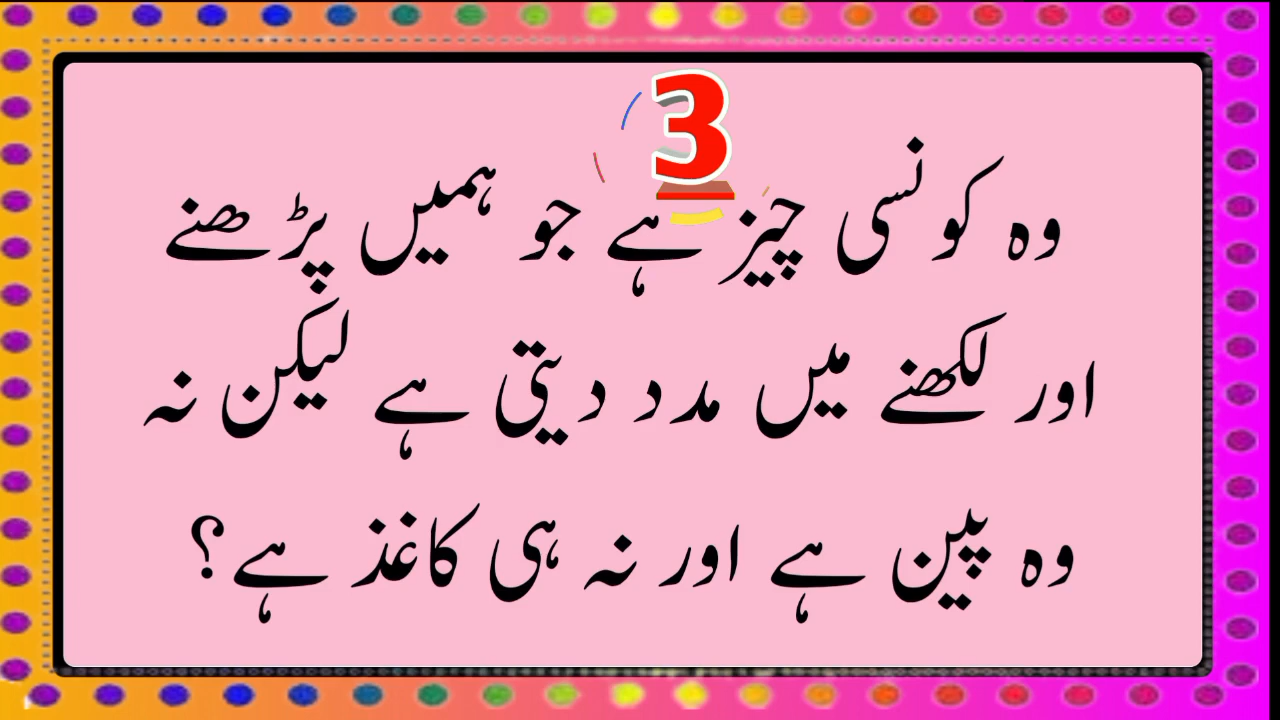 3
وہ کونسی چیز ہے جو ہمیں پڑھنے
اور لکھنے میں مدد دیتی ہے لیکن نہ
وہ پین ہے اور نہ ہی کاغذ ہے؟